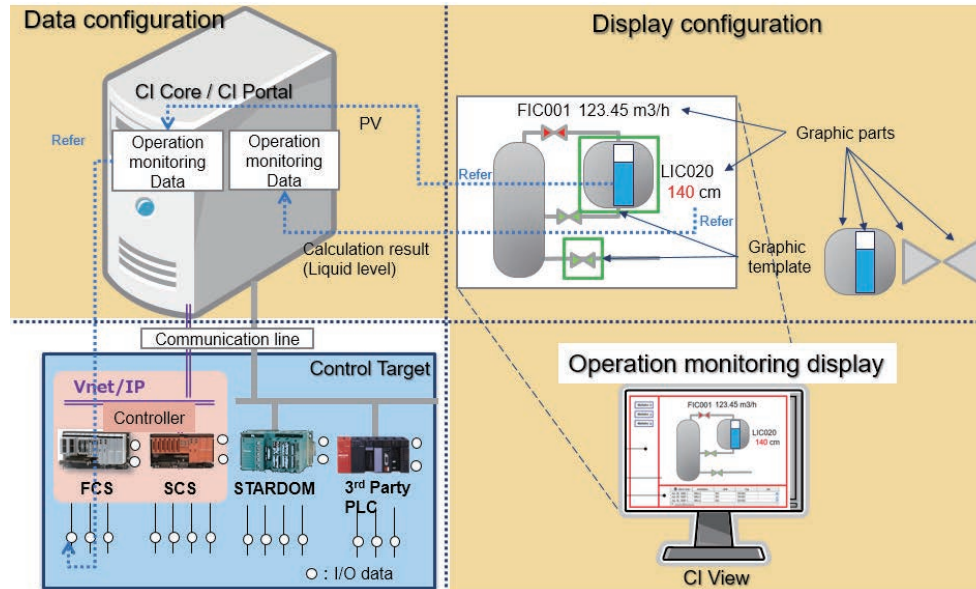 Data configuration
CI Core / CI Portal
Refer
PV
Operation
monitoring
Data
Operation
monitoring
Data
Calculation result
(Liquid level)
Display configuration
FIC001 123.45 m3/h
Graphic parts
Refer
LIC020
140 cm
Refer
Graphic
template
Communication line
Control Target
Vnet/IP
Controller
FCS
SCS
STARDOM
3rd Party
PLC
: I/O data
Operation monitoring display
FIC001 123.45 m3/h
LIC020
140 cm
CI View